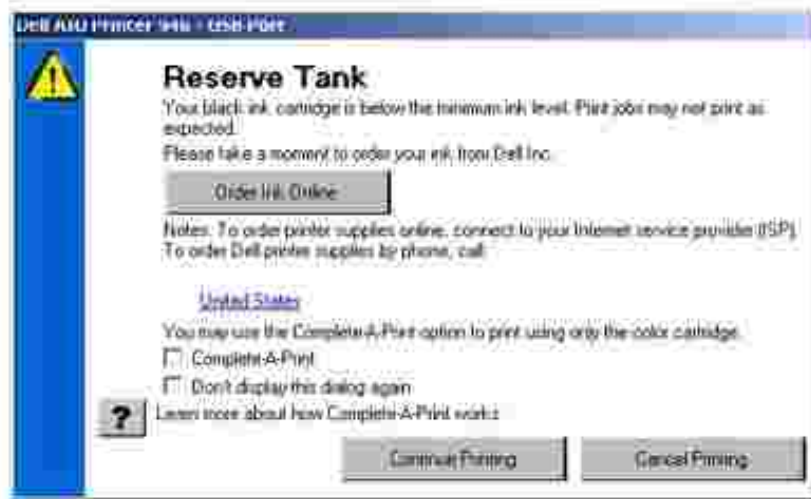 Dell AIO Printer 946 - USB Port
Reserve Tank
Your black ink cartridge is below the minimum ink level. Print jobs may not print as
expected.
Please take a moment to order your ink from Dell Inc.
Order Ink Online
Notes: To order printer supplies online, connect to your Internet service provider (ISP).
To order Dell printer supplies by phone, call:
United States
You may use the Complete-A-Print option to print using only the color cartridge.
Complete-A-Print
Don't display this dialog again
?
Learn more about how Complete-A-Print works
Continue Printing
Cancel Printing